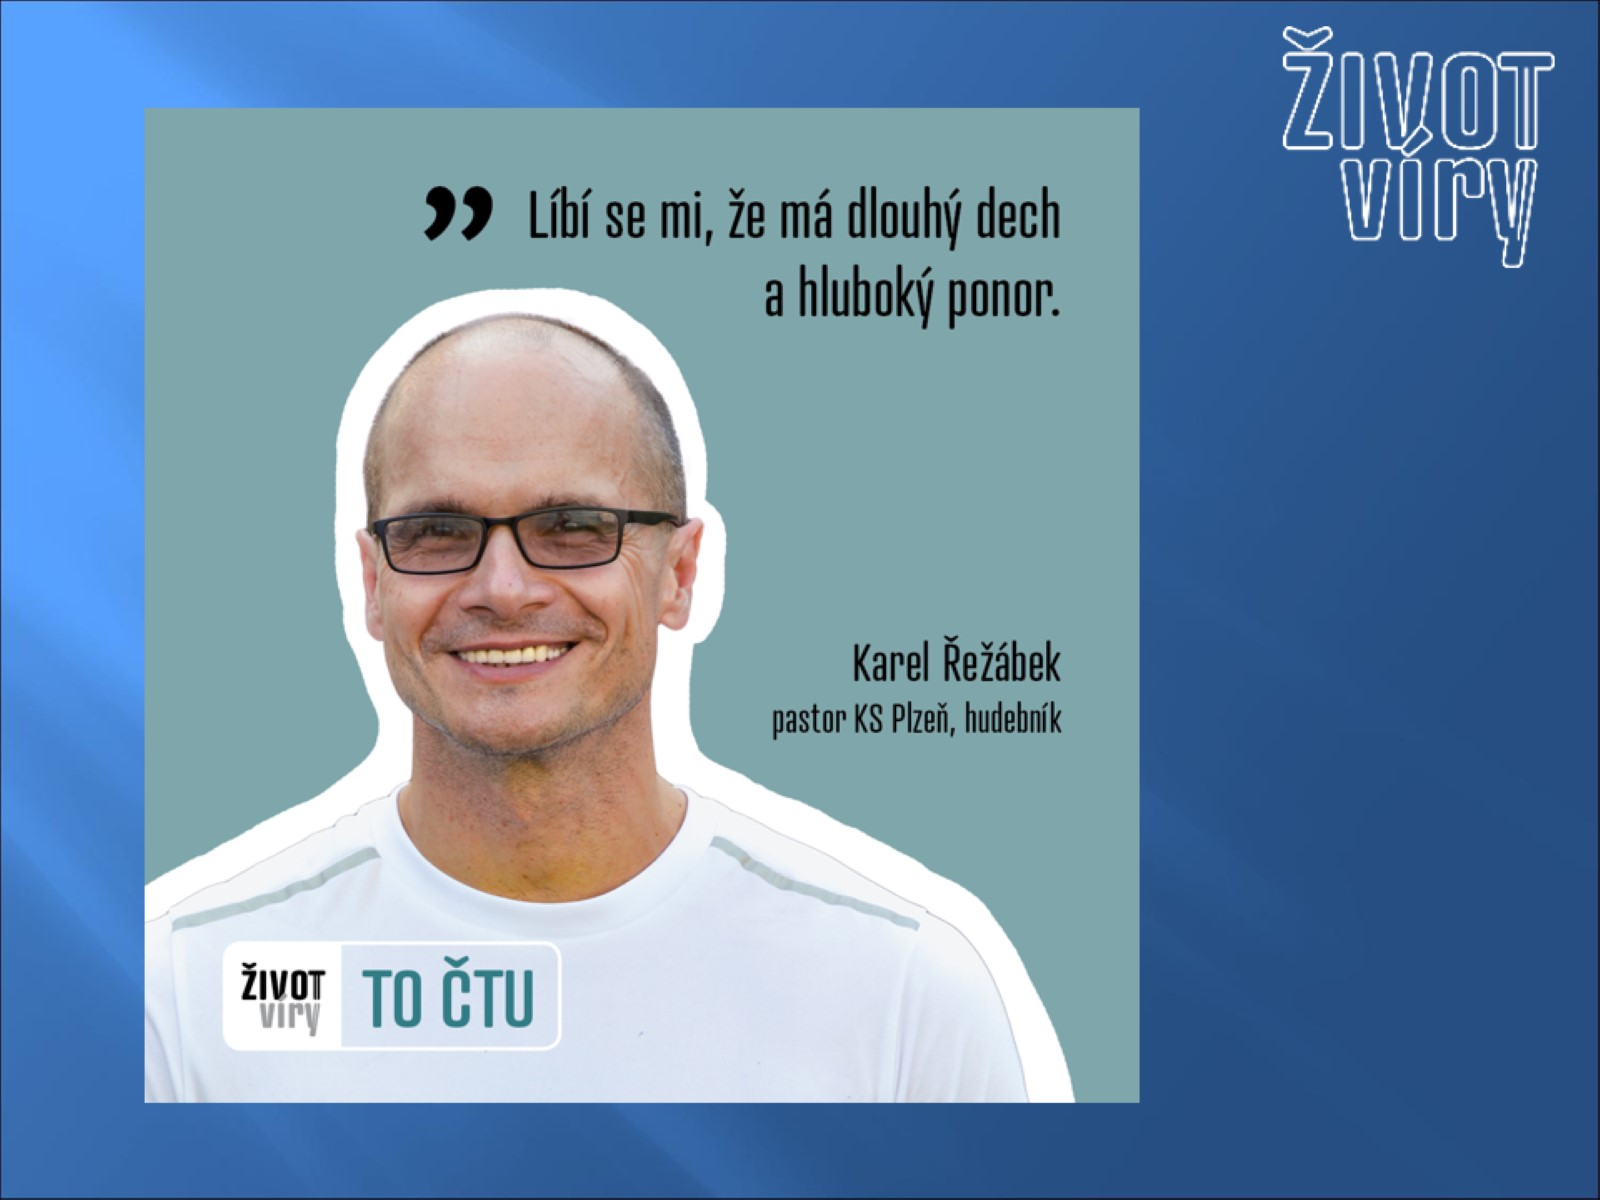 ŽIVOT
víry
” Líbí se mi, že má dlouhý dech
a hluboký ponor.
Karel Řežábek
pastor KS Plzeň, hudebník
ŽIVOT
víry
TO ČTU